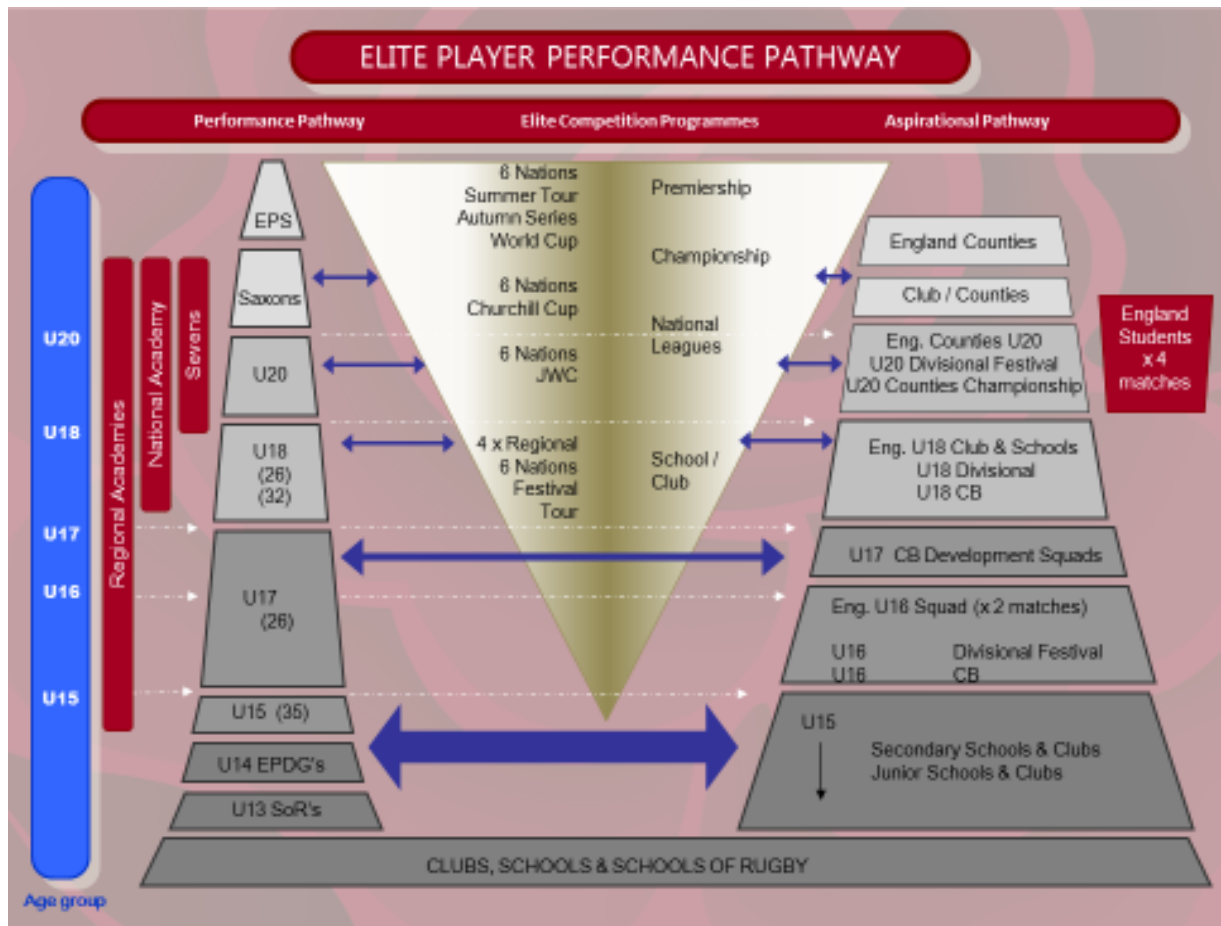 ELITE PLAYER PERFORMANCE PATHWAY
Performance Pathway
Elite Competition Programmes
Aspirational Pathway
U20
U18
U17
U16
U15
Age group
Regional Academies
National Academy
Sevens
EPS
Saxons
U20
U18
(26)
(32)
U17
(26)
U15 (35)
U14 EPDG's
U13 SoR's
6 Nations
Summer Tour
Autumn Series
World Cup
6 Nations
Churchill Cup
6 Nations
JWC
4 x Regional
6 Nations
Festival
Tour
Premiership
Championship
National
Leagues
School /
Club
England Counties
Club / Counties
Eng. Counties U20
U20 Divisional Festival
U20 Counties Championship
Eng. U18 Club & Schools
U18 Divisional
U18 CB
U17 CB Development Squads
Eng. U16 Squad (x 2 matches)
U16 Divisional Festival
U16 CB
U15
Secondary Schools & Clubs
Junior Schools & Clubs
England
Students
x 4
matches
CLUBS, SCHOOLS & SCHOOLS OF RUGBY